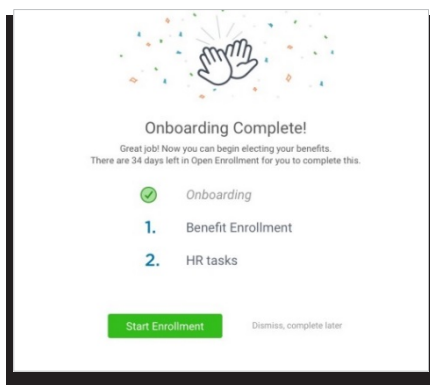 Onboarding Complete!
Great job! Now you can begin electing your benefits.
There are 34 days left in Open Enrollment for you to complete this.
Onboarding
1. Benefit Enrollment
2. HR tasks
Start Enrollment Dismiss, complete later